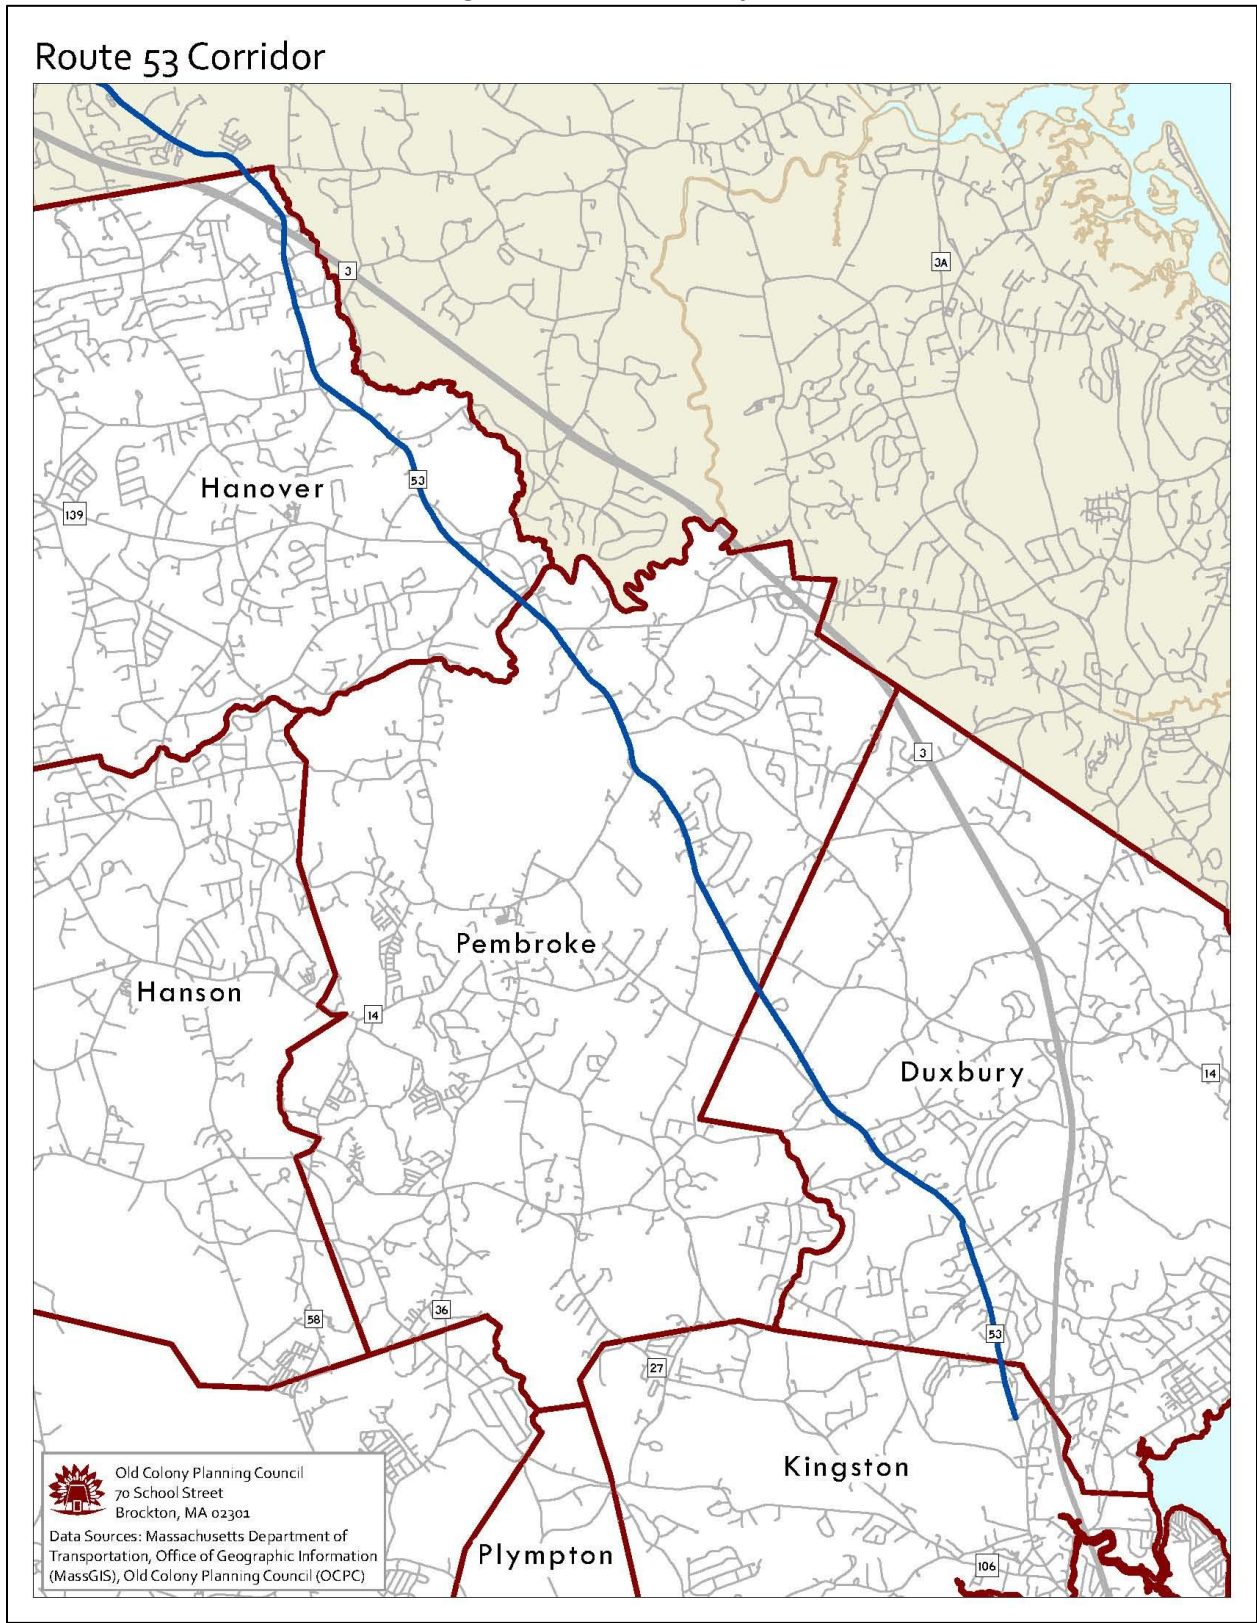 Route 53 Corridor
3
3A
Hanover
53
139
3
Pembroke
Hanson
14
Duxbury
14
58
36
53
27
Kingston
Plympton
106
Old Colony Planning Council
70 School Street
Brockton, MA 02301
Data Sources: Massachusetts Department of
Transportation, Office of Geographic Information
(MassGIS), Old Colony Planning Council (OCPC)